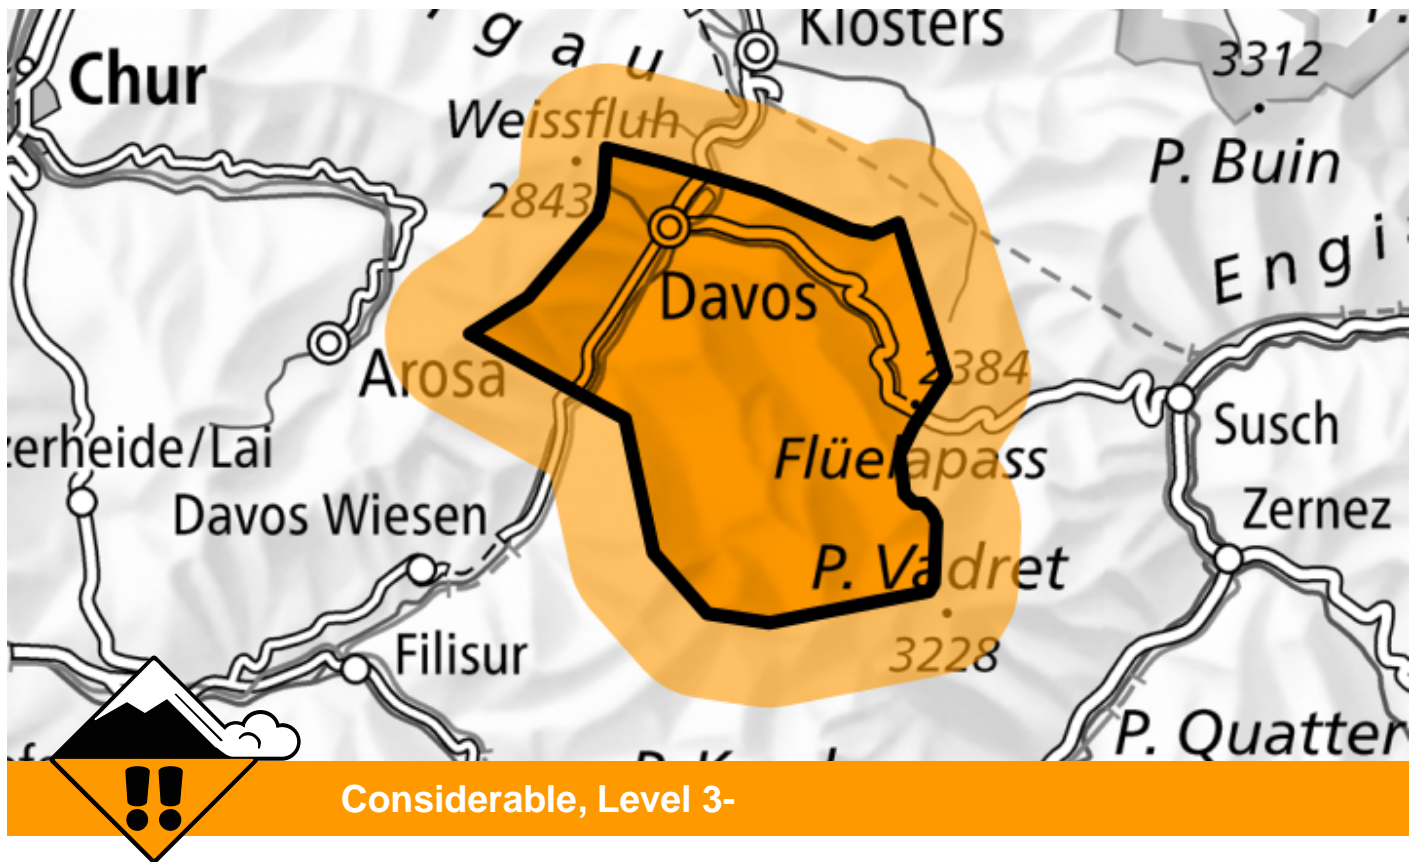 Klosters
g a u
3312
Chur
Weissfluh
P. Buin
2843
Engi
Davos
2384
Arosa
Susch
zerheide/Lai
Flüelapass
Davos Wiesen
Zernez
P. Vadret
Filisur
3228
P. Quatter
!!
Considerable, Level 3-